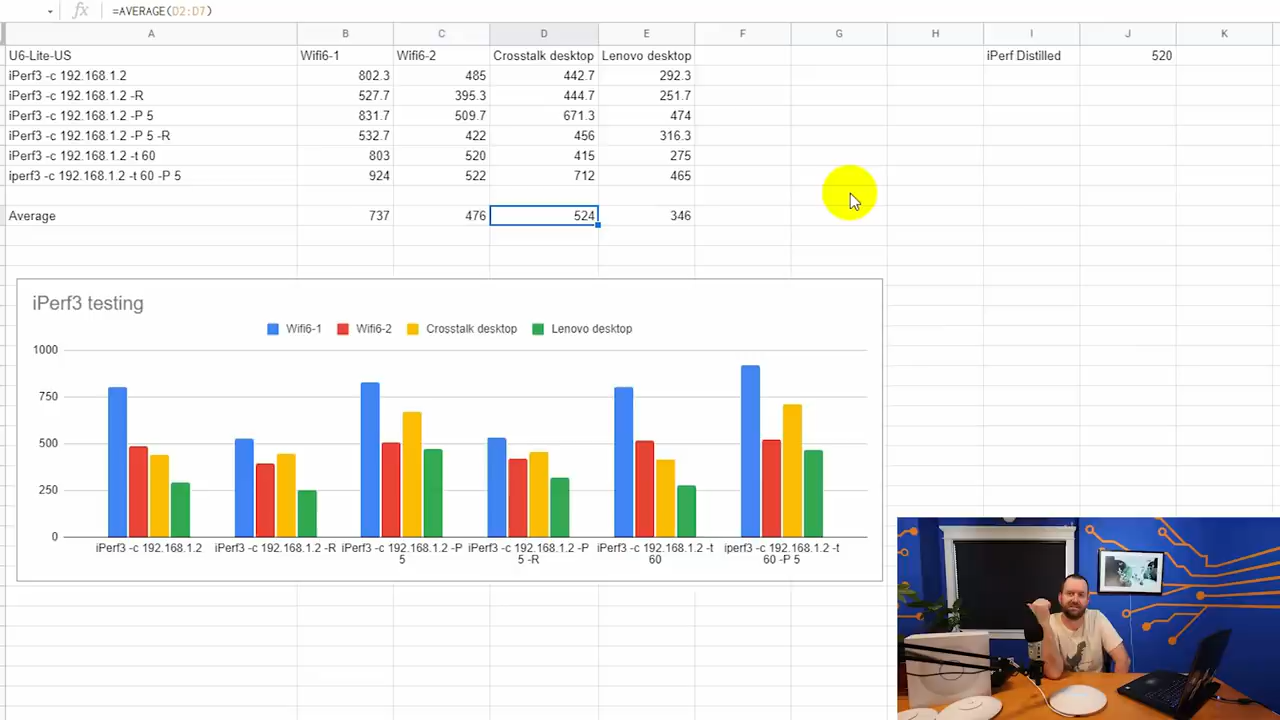 fx =AVERAGE(D2:D7)
A B C D E F G H I J K
U6-Lite-US Wifi6-1 Wifi6-2 Crosstalk desktop Lenovo desktop iPerf Distilled 520
iPerf3 -c 192.168.1.2 802.3 485 442.7 292.3
iPerf3 -c 192.168.1.2 -R 527.7 395.3 444.7 251.7
iPerf3 -c 192.168.1.2 -P 5 831.7 509.7 671.3 474
iPerf3 -c 192.168.1.2 -P 5 -R 532.7 422 456 316.3
iPerf3 -c 192.168.1.2 -t 60 803 520 415 275
iperf3 -c 192.168.1.2 -t 60 -P 5 924 522 712 465
Average 737 476 524 346
iPerf3 testing
Wifi6-1 Wifi6-2 Crosstalk desktop Lenovo desktop
1000
750
500
250
0
iPerf3 -c 192.168.1.2 iPerf3 -c 192.168.1.2 -R iPerf3 -c 192.168.1.2 -P iPerf3 -c 192.168.1.2 -P iPerf3 -c 192.168.1.2 -t iperf3 -c 192.168.1.2 -t
5 5 -R 60 60 -P 5